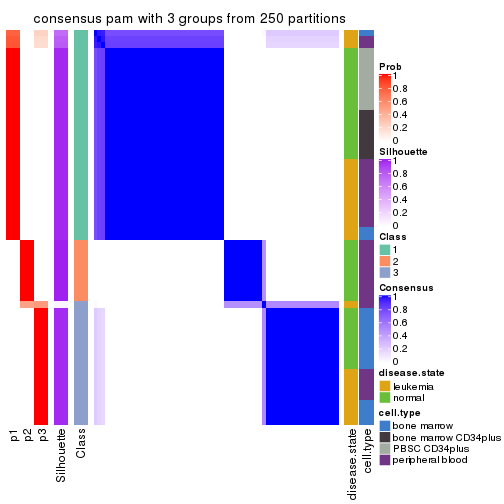 consensus pam with 3 groups from 250 partitions
Prob
1
0.8
0.6
0.4
0.2
0
Silhouette
1
0.8
0.6
0.4
0.2
0
Class
1
2
3
Consensus
1
0.8
0.6
0.4
0.2
0
disease.state
leukemia
normal
cell.type
bone marrow
bone marrow CD34plus
PBSC CD34plus
peripheral blood
p1
p2
p3
Silhouette
Class
disease.state
cell.type